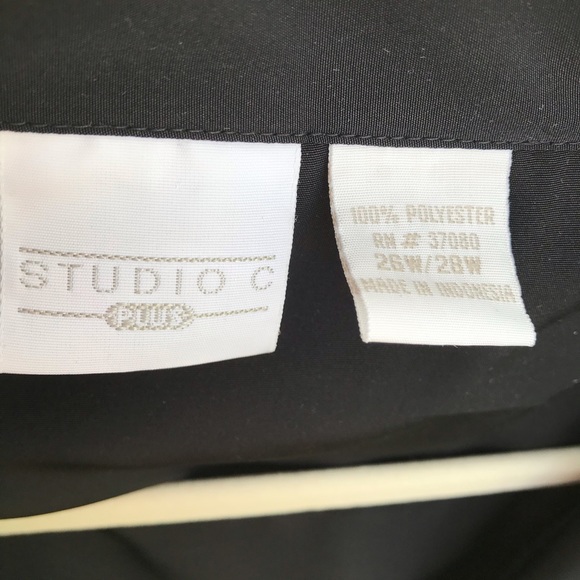 STUDIO C
PLUS
100% POLYESTER
RN # 37080
26W/28W
MADE IN INDONESIA